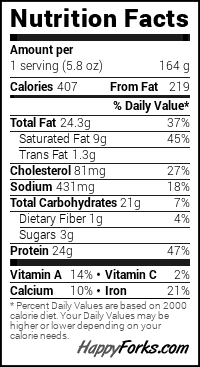 Nutrition Facts
Amount per
1 serving (5.8 oz) 164 g
Calories 407 From Fat 219
% Daily Value*
Total Fat 24.3g 37%
Saturated Fat 9g 45%
Trans Fat 1.3g
Cholesterol 81mg 27%
Sodium 431mg 18%
Total Carbohydrates 21g 7%
Dietary Fiber 1g 4%
Sugars 3g
Protein 24g 47%
Vitamin A 14% • Vitamin C 2%
Calcium 10% • Iron 21%
* Percent Daily Values are based on 2000
calorie diet. Your Daily Values may be
higher or lower depending on your
calorie needs.
HappyForks.com